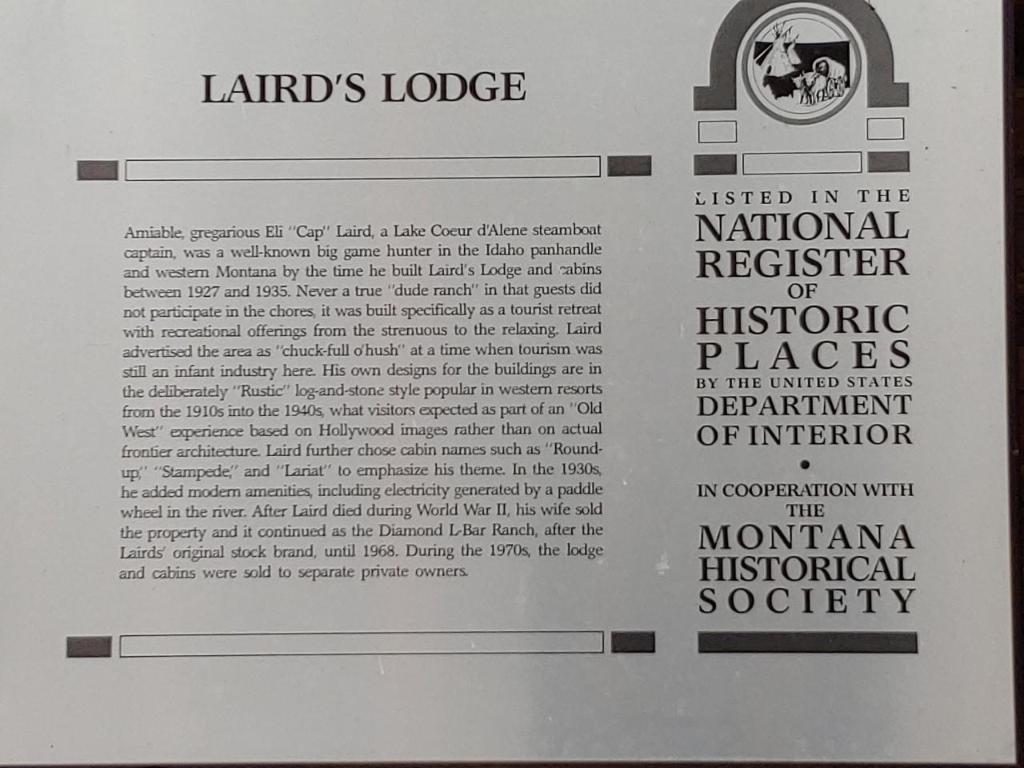 LAIRD'S LODGE
Amiable, gregarious Eli "Cap" Laird, a Lake Coeur d'Alene steamboat
captain, was a well-known big game hunter in the Idaho panhandle
and western Montana by the time he built Laird's Lodge and cabins
between 1927 and 1935. Never a true "dude ranch" in that guests did
not participate in the chores, it was built specifically as a tourist retreat
with recreational offerings from the strenuous to the relaxing. Laird
advertised the area as "chuck-full o'hush" at a time when tourism was
still an infant industry here. His own designs for the buildings are in
the deliberately "Rustic" log-and-stone style popular in western resorts
from the 1910s into the 1940s, what visitors expected as part of an "Old
West" experience based on Hollywood images rather than on actual
frontier architecture. Laird further chose cabin names such as "Round-
up," "Stampede," and "Lariat" to emphasize his theme. In the 1930s,
he added modern amenities, including electricity generated by a paddle
wheel in the river. After Laird died during World War II, his wife sold
the property and it continued as the Diamond L-Bar Ranch, after the
Lairds' original stock brand, until 1968. During the 1970s, the lodge
and cabins were sold to separate private owners.
LISTED IN THE
NATIONAL
REGISTER
OF
HISTORIC
PLACES
BY THE UNITED STATES
DEPARTMENT
OF INTERIOR
•
IN COOPERATION WITH
THE
MONTANA
HISTORICAL
SOCIETY